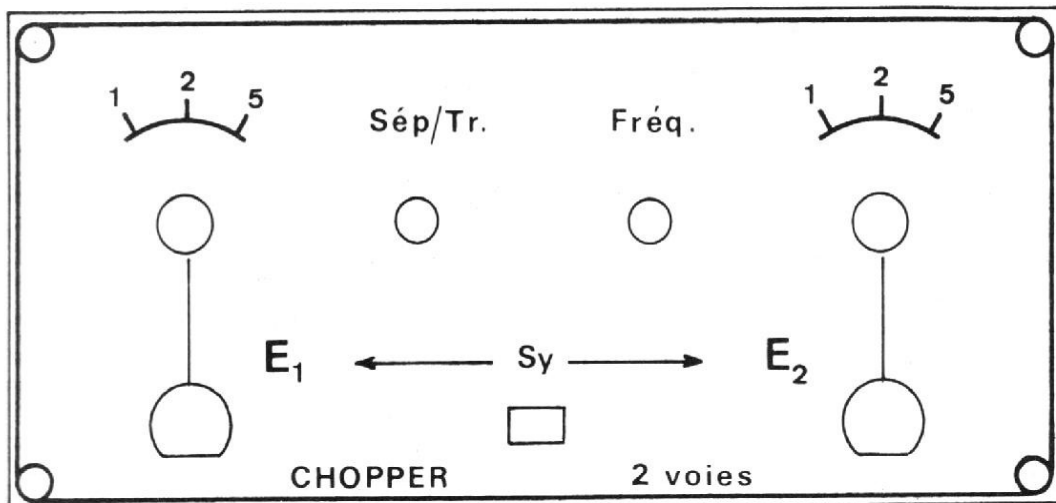 1 2 5
Sép/Tr.
Fréq.
1 2 5
E₁
Sy
E₂
CHOPPER 2 voies